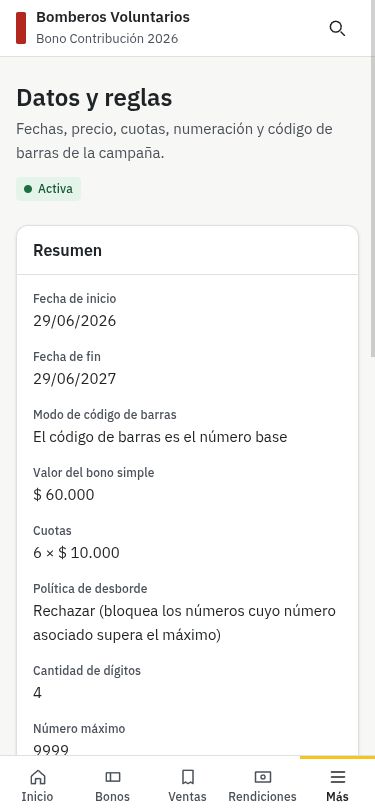 Bomberos Voluntarios
Bono Contribución 2026
Datos y reglas
Fechas, precio, cuotas, numeración y código de
barras de la campaña.
Activa
Resumen
Fecha de inicio
29/06/2026
Fecha de fin
29/06/2027
Modo de código de barras
El código de barras es el número base
Valor del bono simple
$ 60.000
Cuotas
6 × $ 10.000
Política de desborde
Rechazar (bloquea los números cuyo número
asociado supera el máximo)
Cantidad de dígitos
4
Número máximo
9999
Inicio
Bonos
Ventas
Rendiciones
Más